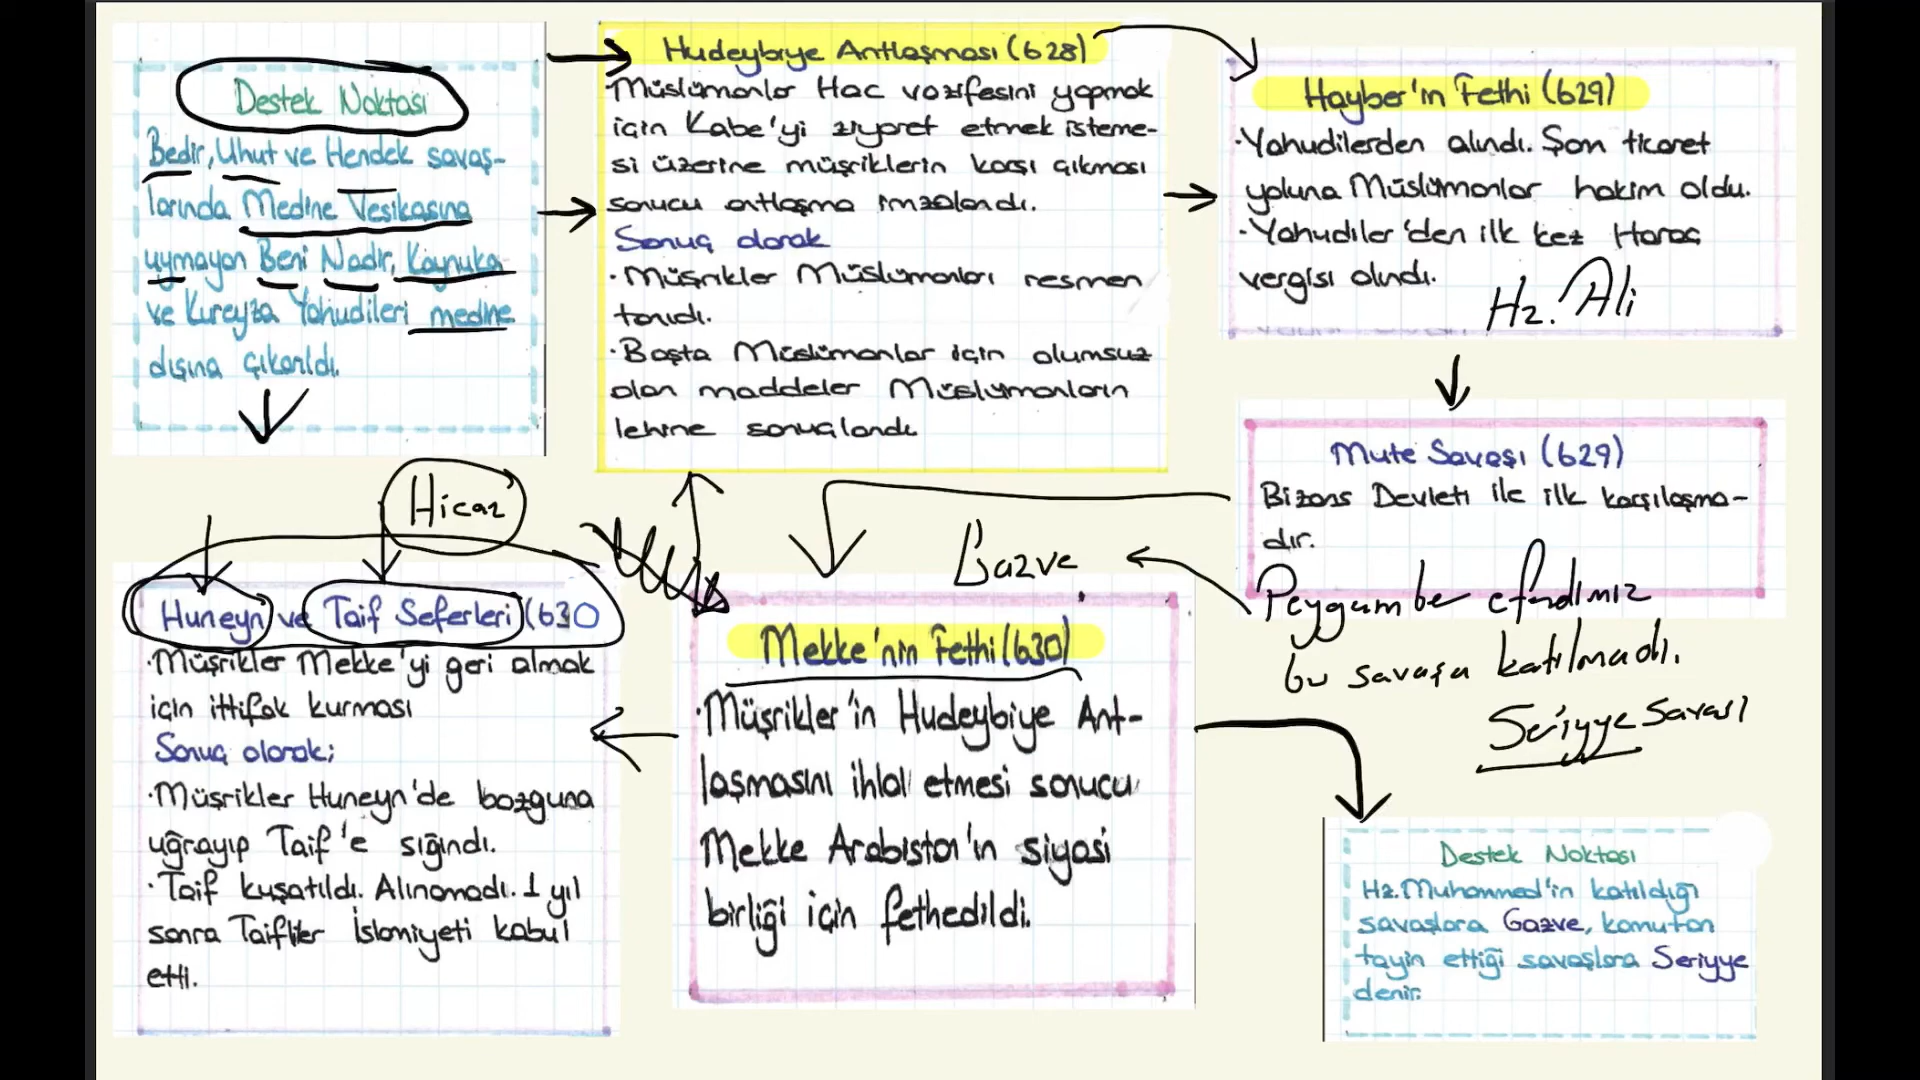 Destek Noktası
Bedir, Uhut ve Hendek savaş-
larında Medine Vesikasına
uymayan Beni Nadir, Kaynuka
ve Kureyza Yahudileri medine
dışına çıkarıldı.
Hudeybiye Antlaşması (628)
Müslümanlar Hac vazifesini yapmak
için Kabe'yi ziyaret etmek isteme-
si üzerine müşriklerin karşı çıkması
sonucu antlaşma imzalandı.
Sonuç olarak
• Müşrikler Müslümanları resmen
tanıdı.
• Başta Müslümanlar için olumsuz
olan maddeler Müslümanların
lehine sonuçlandı
Hayber'in Fethi (629)
• Yahudilerden alındı. Şam ticaret
yoluna Müslümanlar hakim oldu.
• Yahudiler'den ilk kez Haraç
vergisi alındı.
Hz. Ali
Mute Savaşı (629)
Bizans Devleti ile ilk karşılaşma-
dır.
Peygamber efendimiz
bu savaşa katılmadı.
Seriyye Savası
Gazve
Hicaz
Huneyn ve Taif Seferleri (630
• Müşrikler Mekke'yi geri almak
için ittifak kurması
Sonuç olarak;
• Müşrikler Huneyn'de bozguna
uğrayıp Taif'e sığındı.
• Taif kuşatıldı. Alınamadı. 1 yıl
sonra Taifliler İslamiyeti kabul
etti.
Mekke'nin Fethi (630)
• Müşrikler'in Hudeybiye Ant-
laşmasını ihlal etmesi sonucu
Mekke Arabistan'ın siyasi
birliği için fethedildi.
Destek Noktası
Hz. Muhammed'in katıldığı
savaşlara Gazve, komutan
tayin ettiği savaşlara Seriyye
denir.